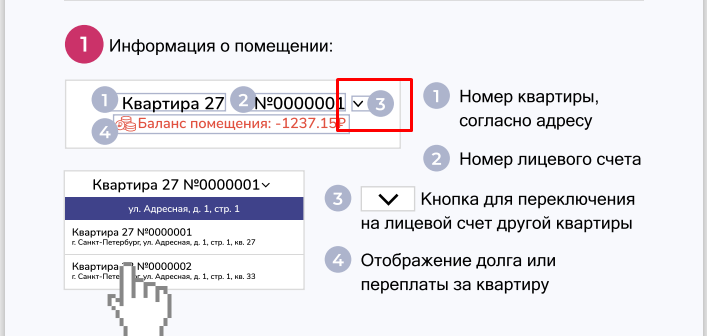 1 Информация о помещении:
1 Квартира 27 2 №0000001 3
4 Баланс помещения: -1237.15₽
1 Номер квартиры,
согласно адресу
2 Номер лицевого счета
Квартира 27 №0000001
ул. Адресная, д. 1, стр. 1
Квартира 27 №0000001
г. Санкт-Петербург, ул. Адресная, д. 1, стр. 1, кв. 27
№0000002
ул. Адресная, д. 1, стр. 1, кв. 33
3 Кнопка для переключения
на лицевой счет другой квартиры
4 Отображение долга или
переплаты за квартиру